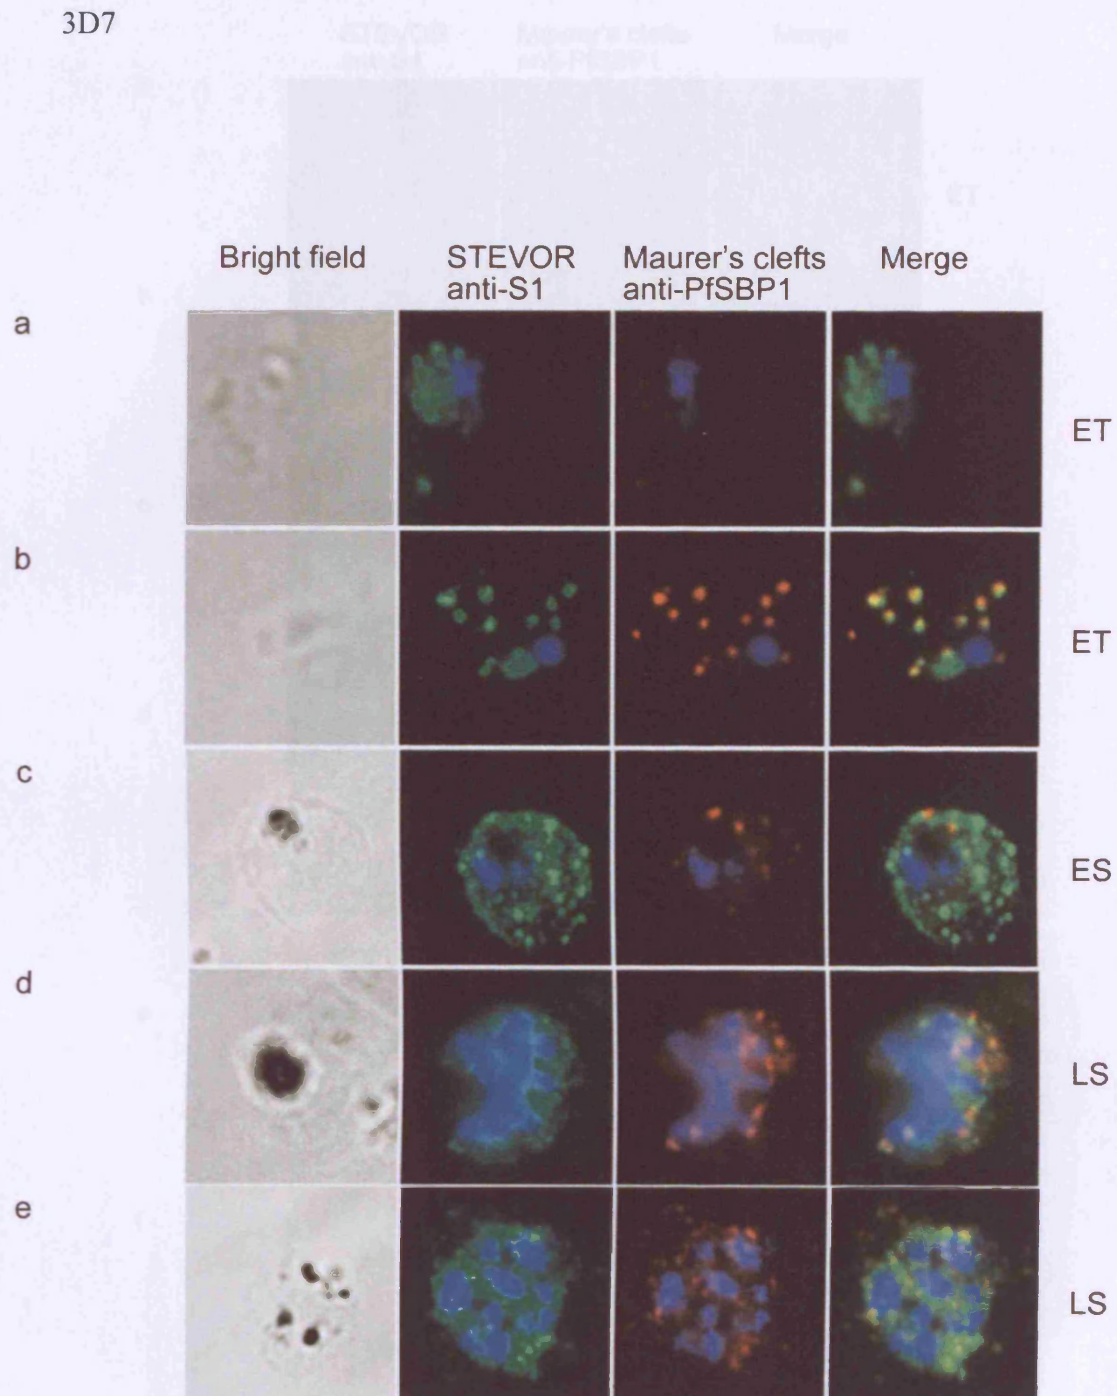 3D7
Bright field
STEVOR
anti-S1
Maurer's clefts
anti-PfSBP1
Merge
a
ET
b
ET
c
ES
d
LS
e
LS